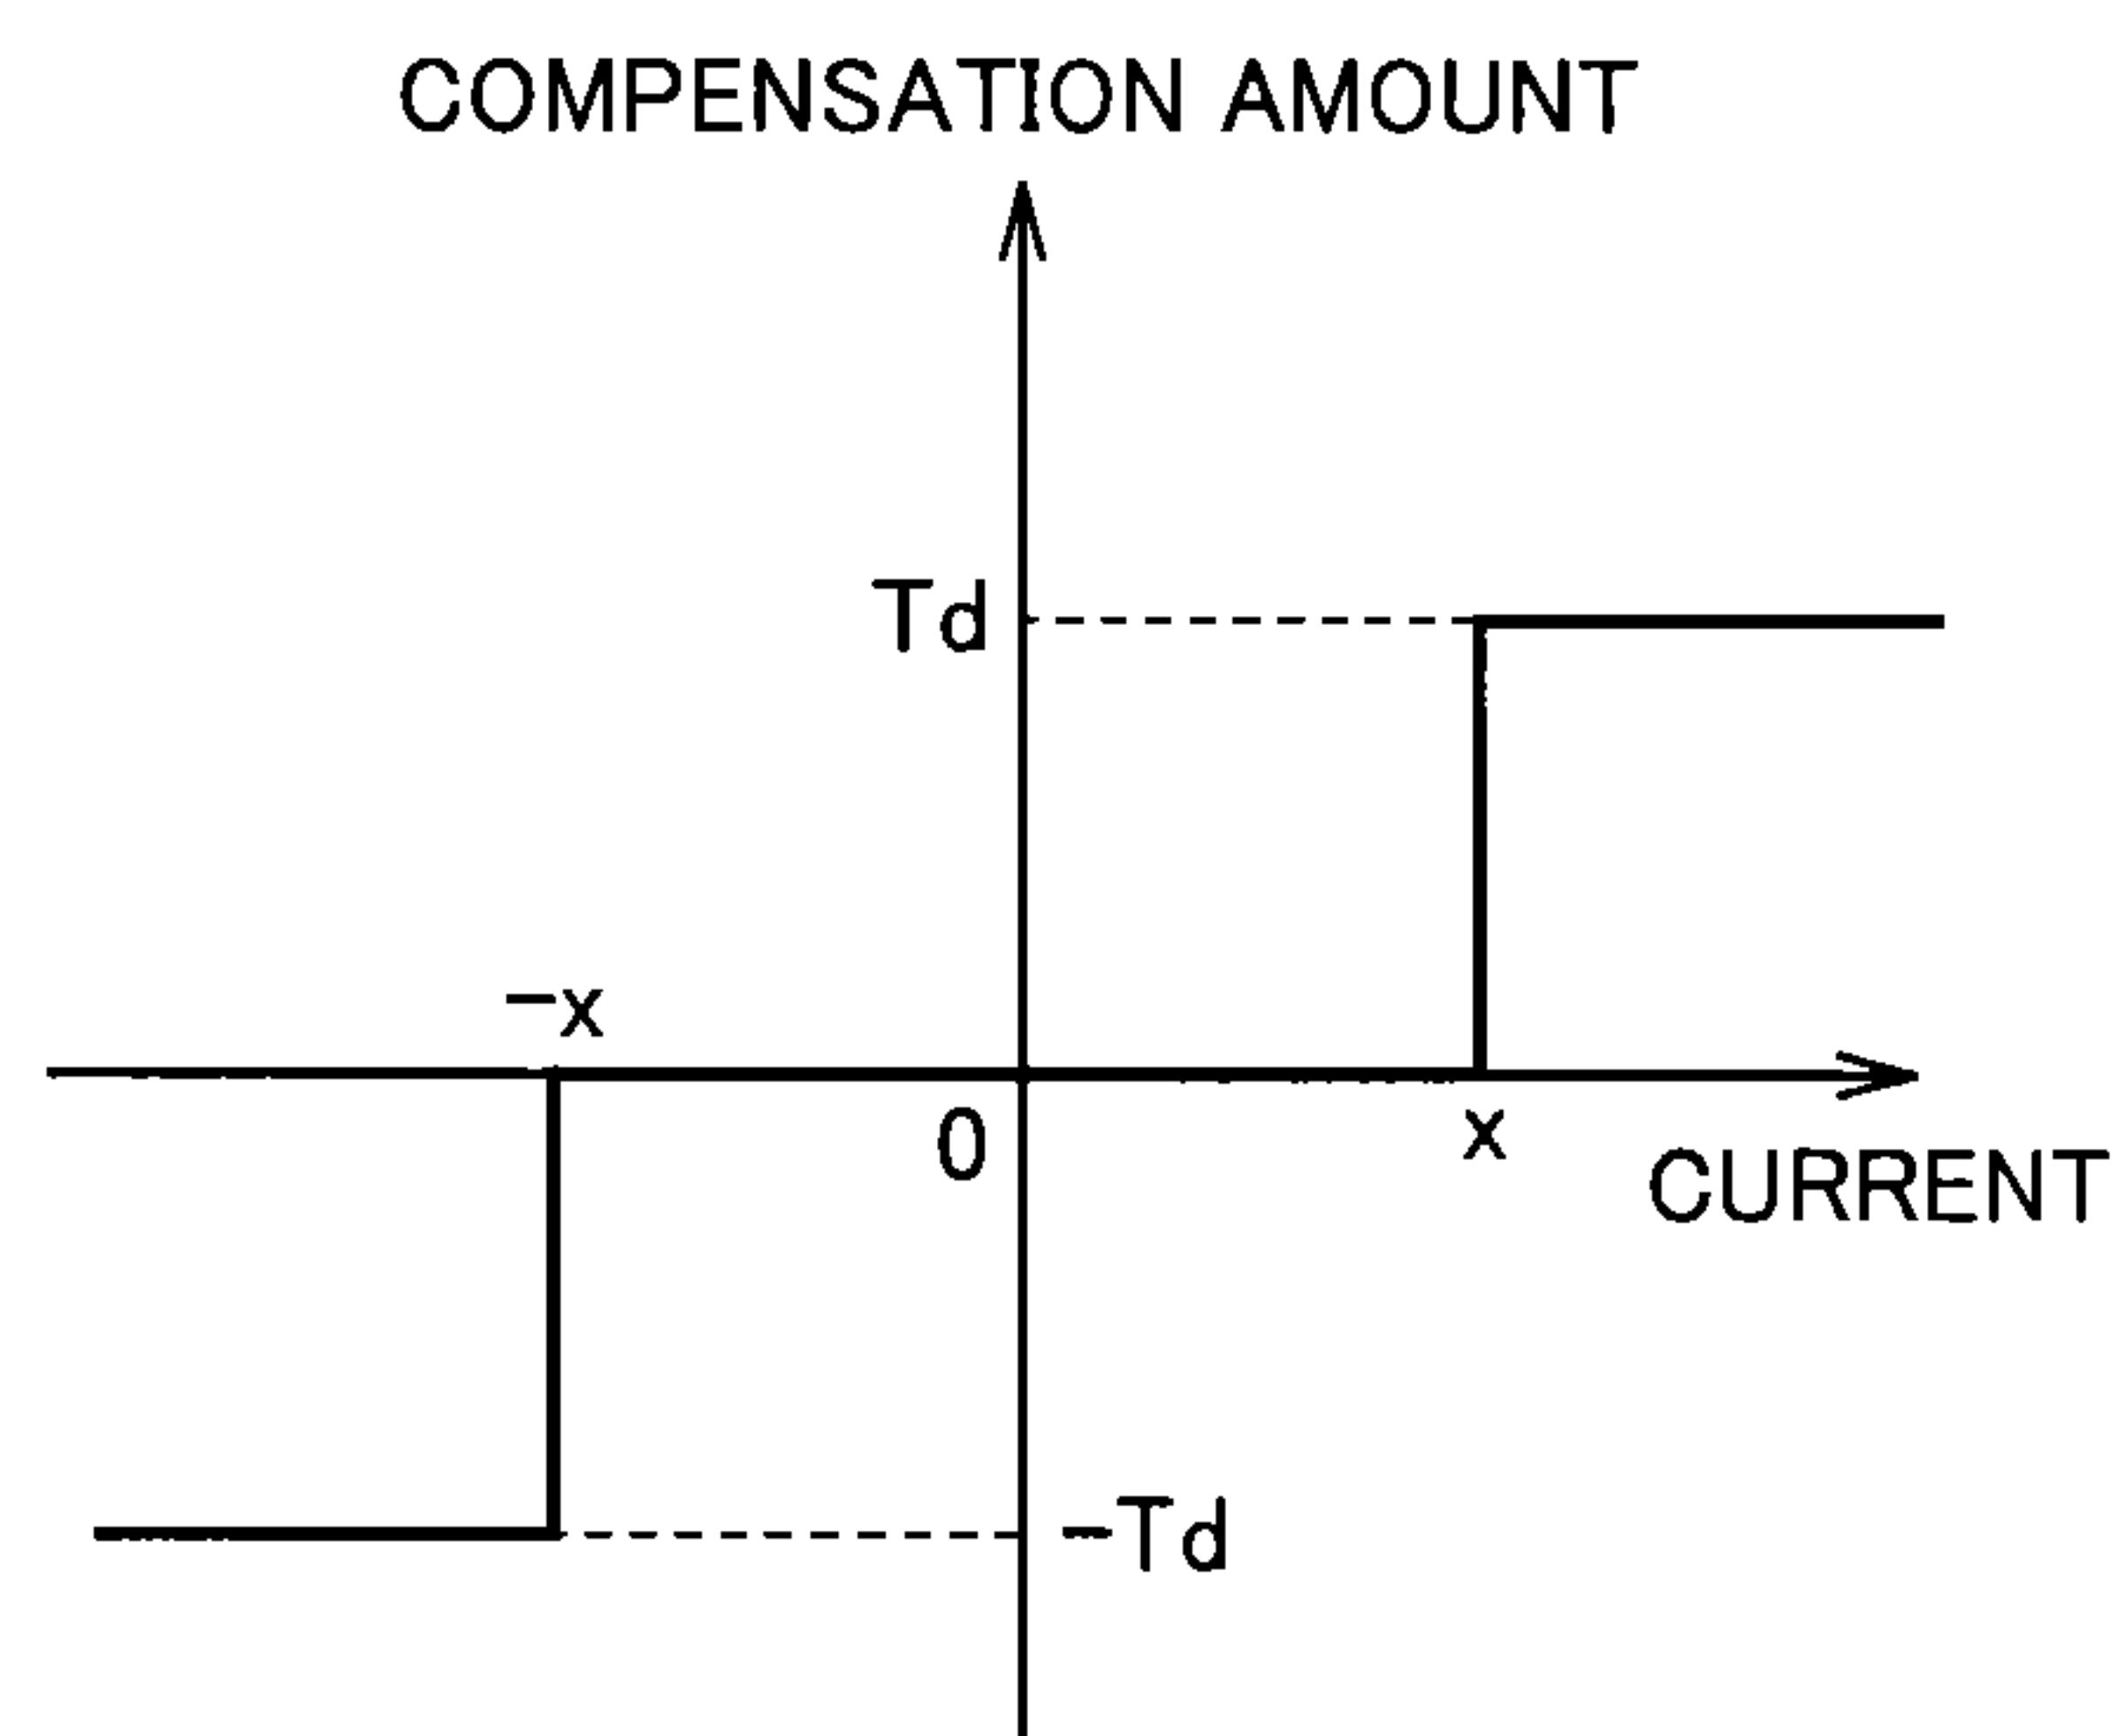 COMPENSATION AMOUNT
Td
-x
0
x
CURRENT
-Td